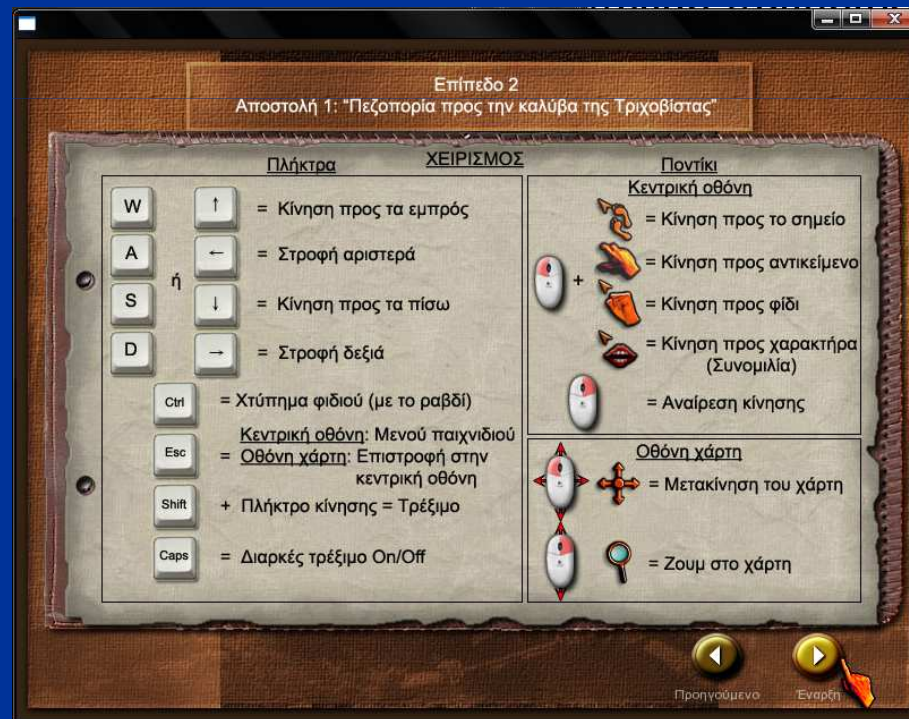 Επίπεδο 2
Αποστολή 1: "Πεζοπορία προς την καλύβα της Τριχοβίστας"
ΧΕΙΡΙΣΜΟΣ
Πλήκτρα
W ↑ = Κίνηση προς τα εμπρός
A ← = Στροφή αριστερά
ή
S ↓ = Κίνηση προς τα πίσω
D → = Στροφή δεξιά
Ctrl = Χτύπημα φιδιού (με το ραβδί)
Κεντρική οθόνη: Μενού παιχνιδιού
Esc = Οθόνη χάρτη: Επιστροφή στην
κεντρική οθόνη
Shift + Πλήκτρο κίνησης = Τρέξιμο
Caps = Διαρκές τρέξιμο On/Off
Ποντίκι
Κεντρική οθόνη
= Κίνηση προς το σημείο
+ = Κίνηση προς αντικείμενο
= Κίνηση προς φίδι
= Κίνηση προς χαρακτήρα
(Συνομιλία)
= Αναίρεση κίνησης
Οθόνη χάρτη
= Μετακίνηση του χάρτη
= Ζουμ στο χάρτη
Προηγούμενο
Έναρξη